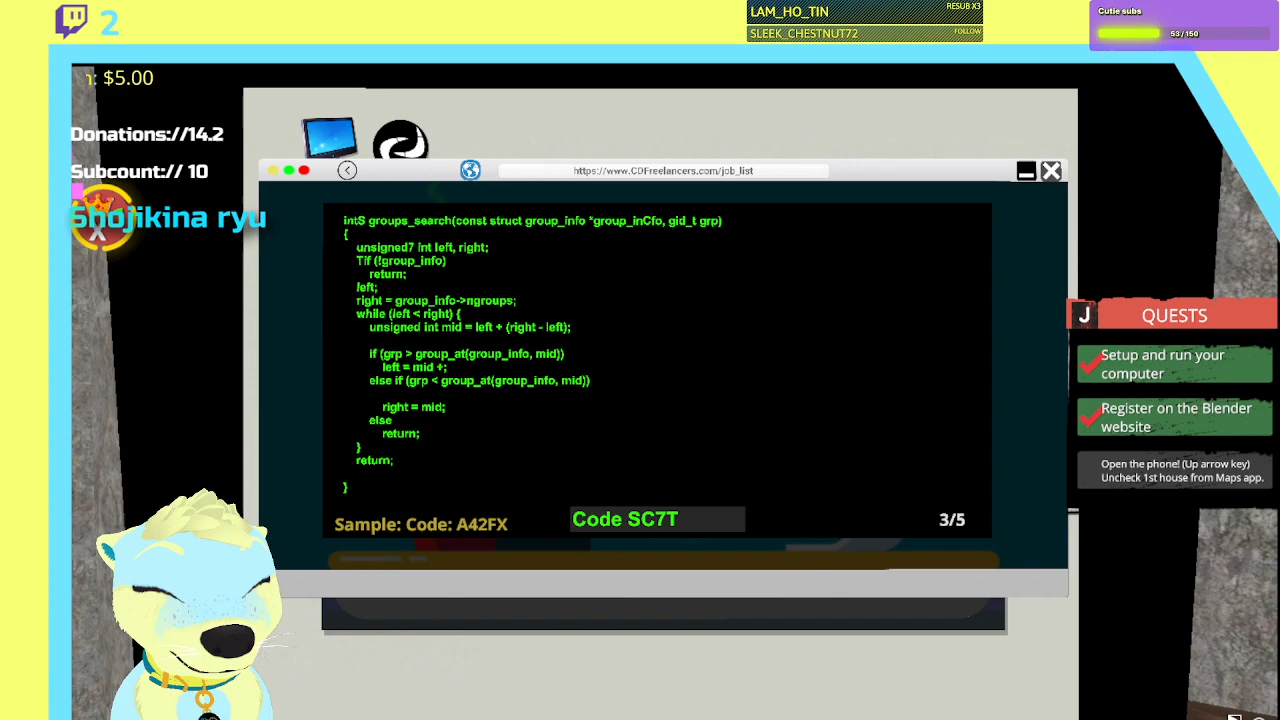 2
LAM_HO_TIN
RESUB X3
SLEEK_CHESTNUT72
FOLLOW
Cutie subs
53 / 150
: $5.00
Donations://14.2
Subcount:// 10
Shojikina ryu
X
https://www.CDFreelancers.com/job_list
intS groups_search(const struct group_info *group_inCfo, gid_t grp)
{
unsigned7 int left, right;
Tif (!group_info)
return;
left;
right = group_info->ngroups;
while (left < right) {
unsigned int mid = left + (right - left);
if (grp > group_at(group_info, mid))
left = mid +;
else if (grp < group_at(group_info, mid))
right = mid;
else
return;
}
return;
}
Sample: Code: A42FX
Code SC7T
3/5
J
QUESTS
Setup and run your
computer
Register on the Blender
website
Open the phone! (Up arrow key)
Uncheck 1st house from Maps app.